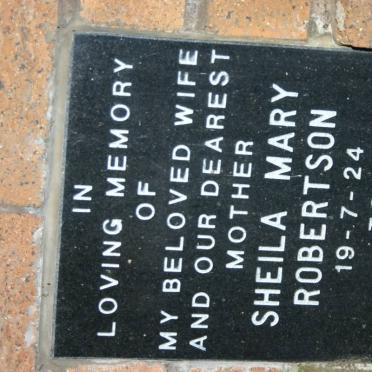 IN
LOVING MEMORY
OF
MY BELOVED WIFE
AND OUR DEAREST
MOTHER
SHEILA MARY
ROBERTSON
19-7-24